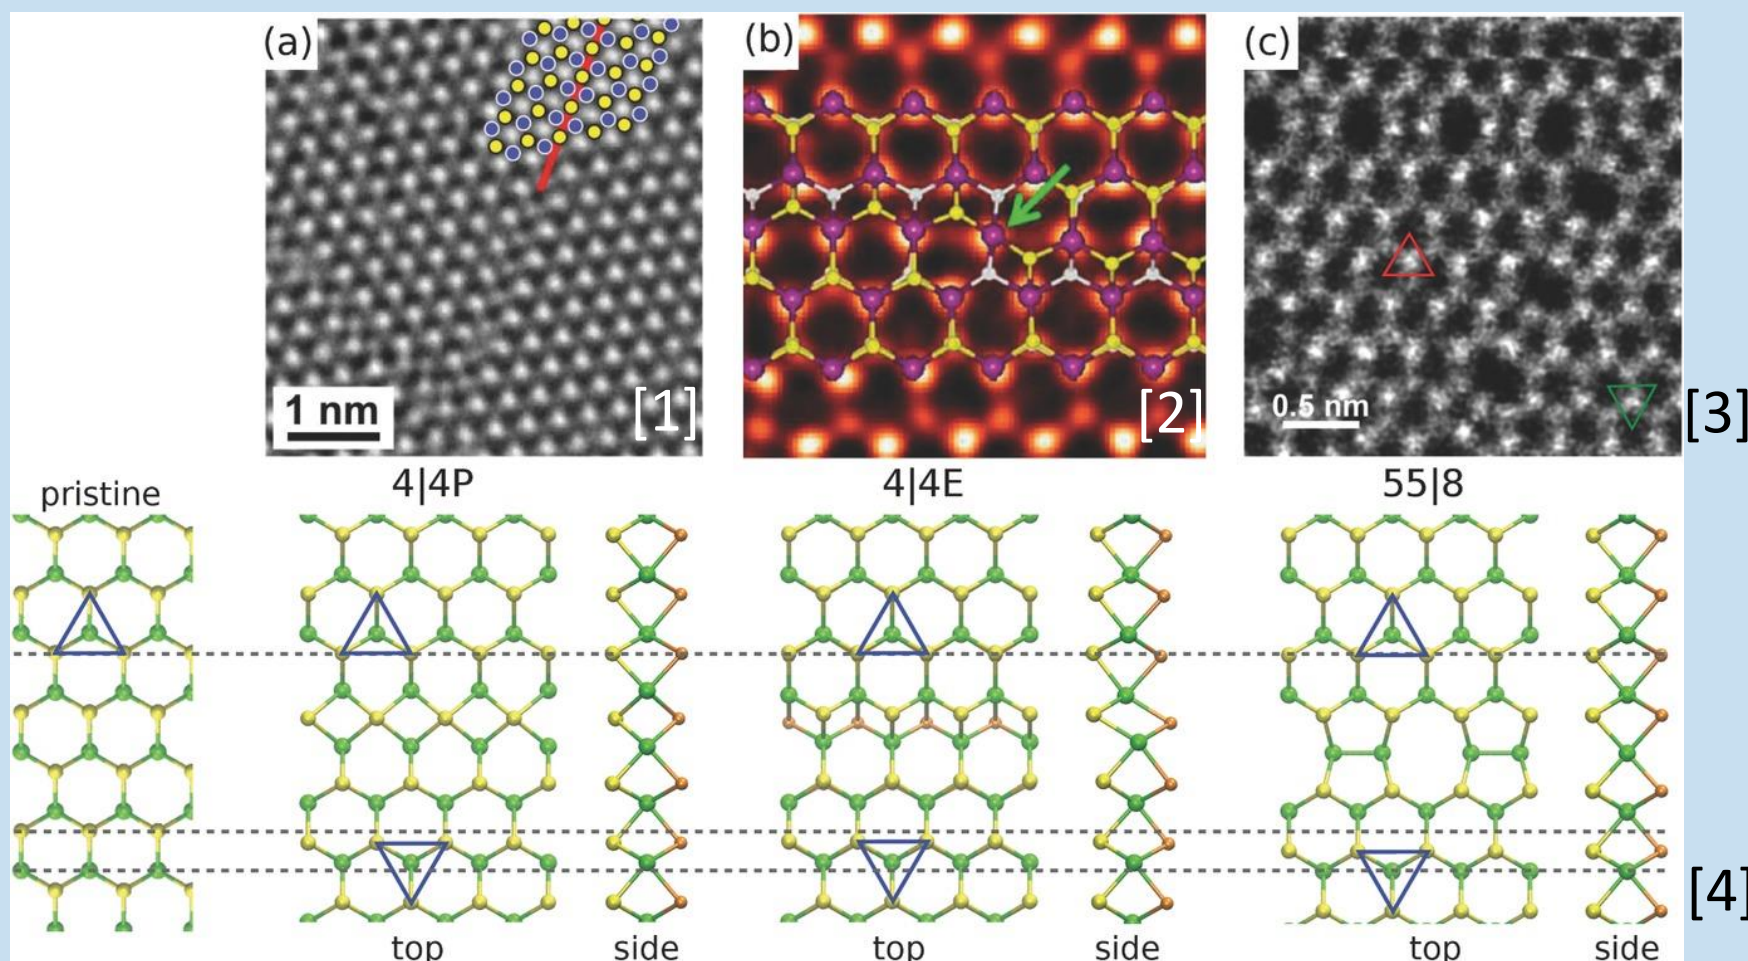 (a) (b) (c)
1 nm [1] [2] 0.5 nm [3]
pristine 4|4P 4|4E 55|8
[4]
top side top side top side